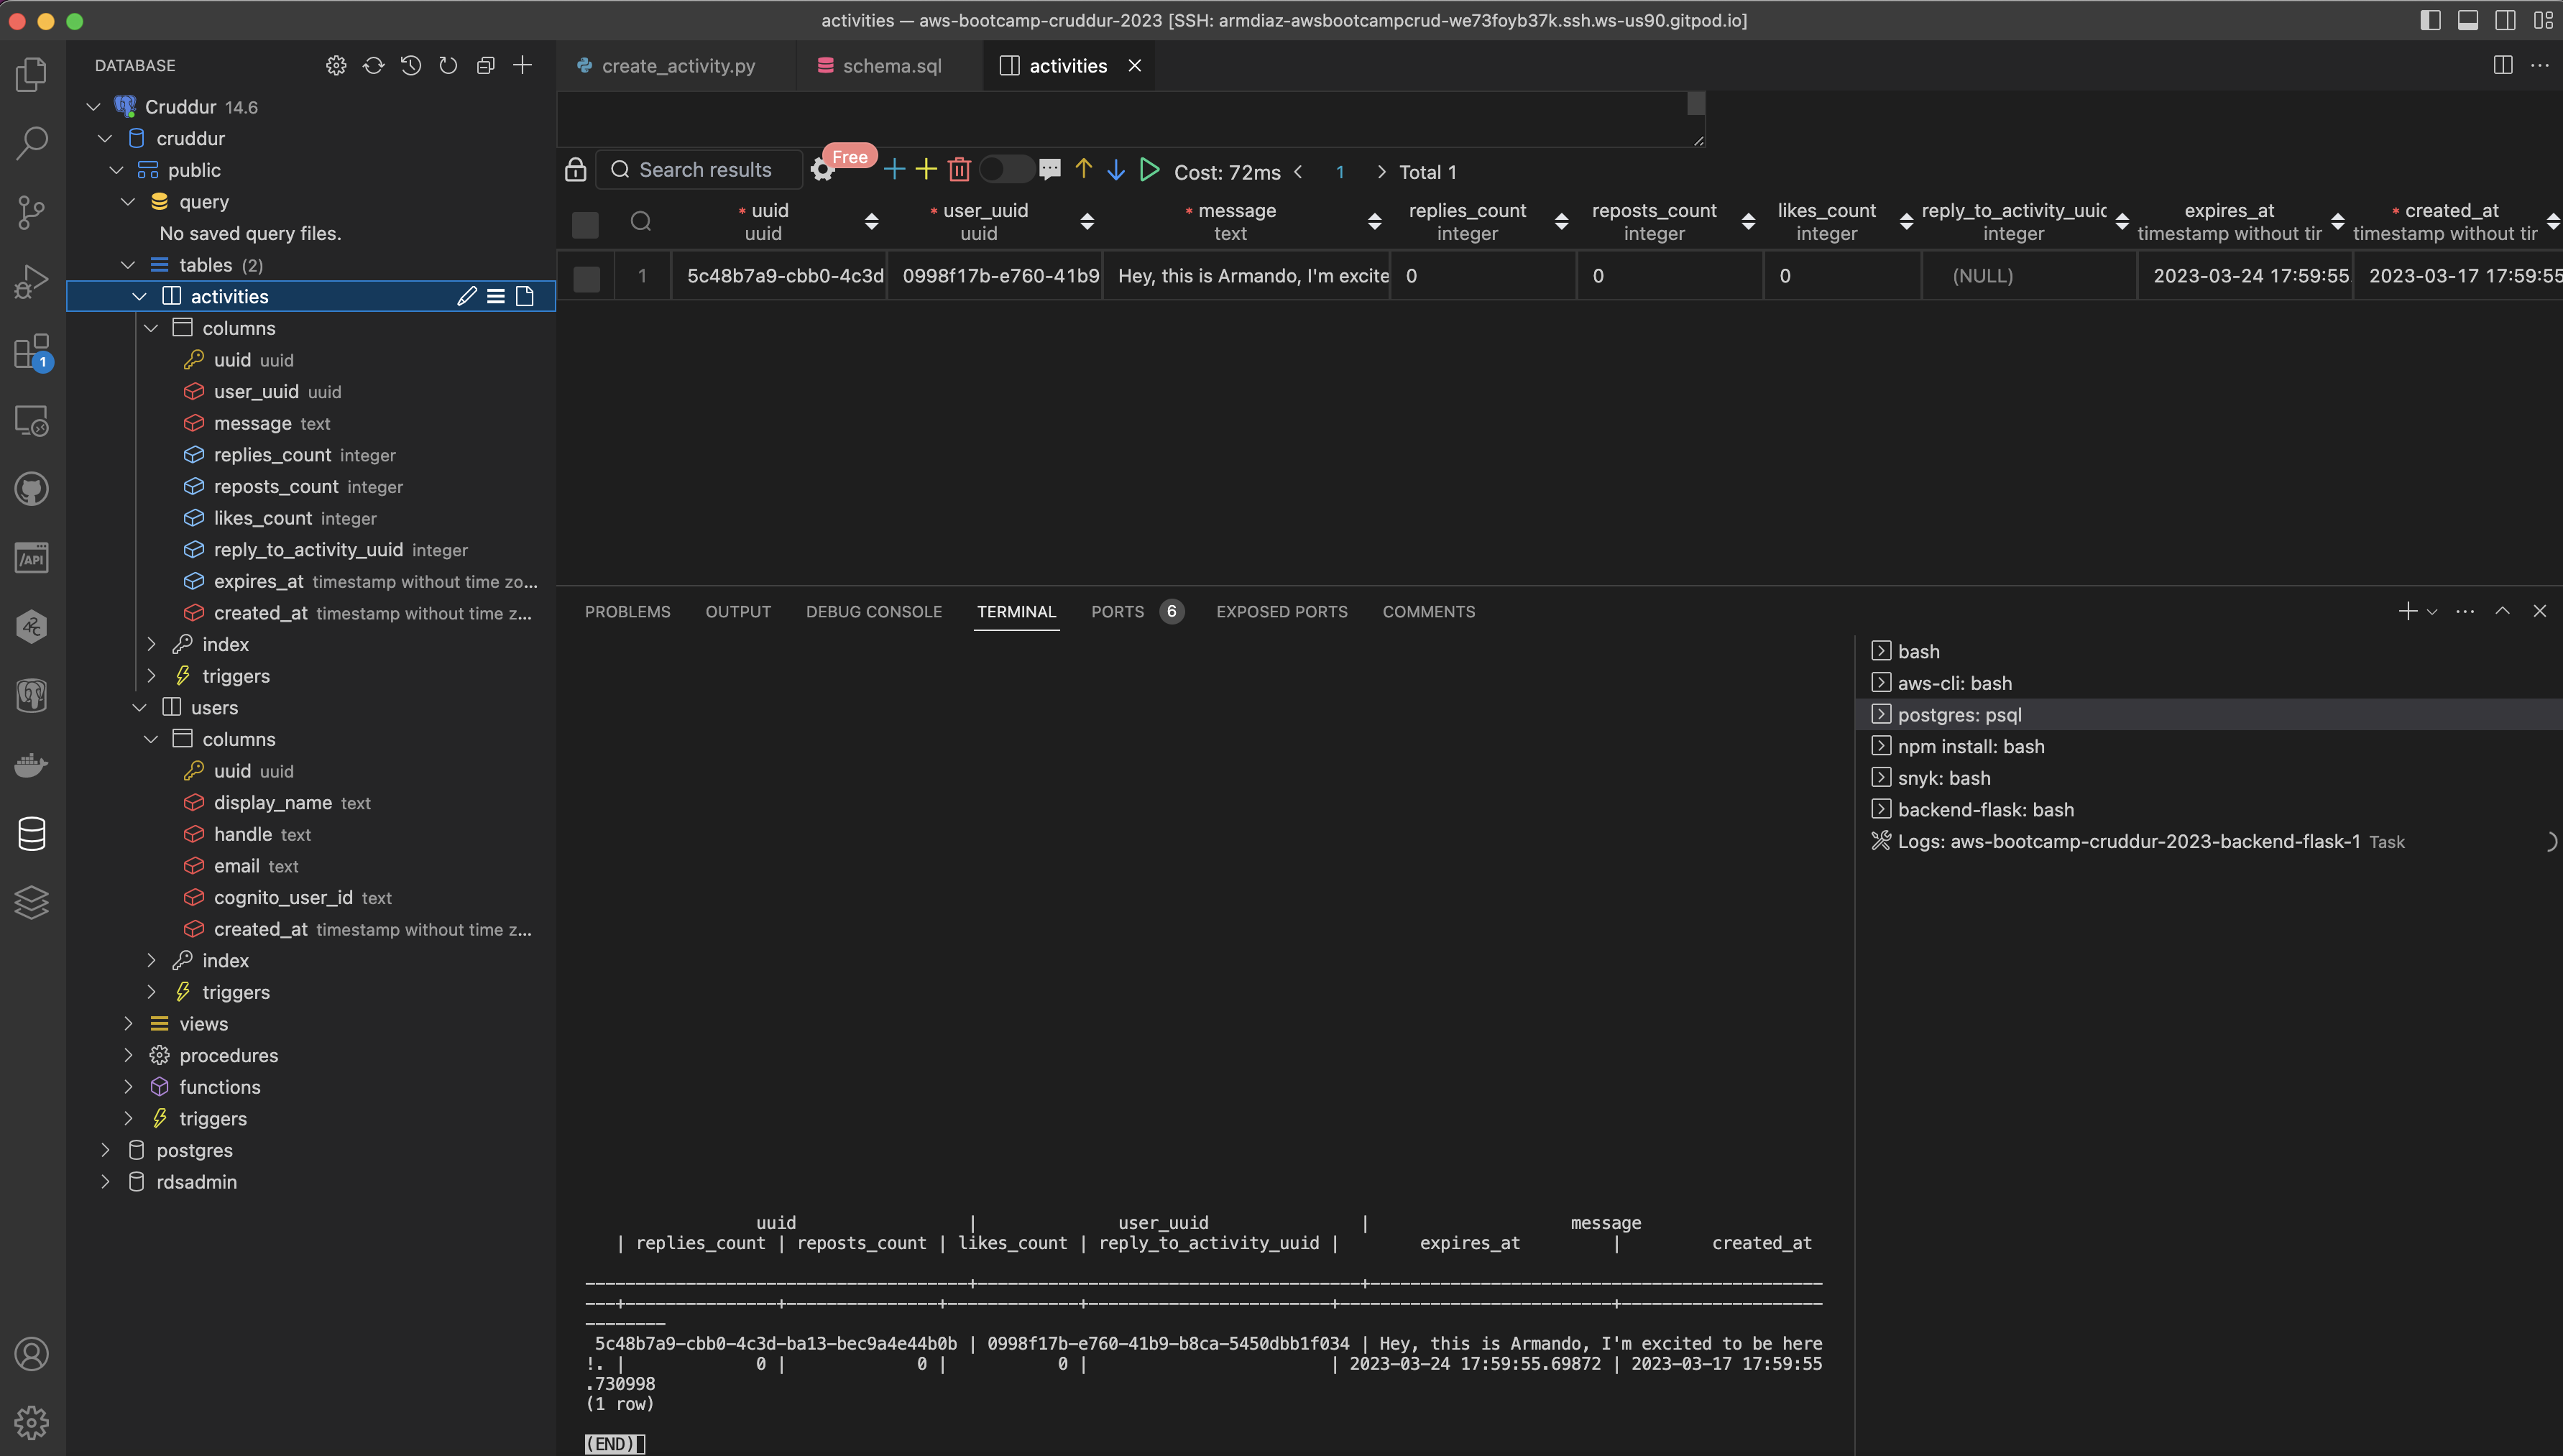 activities — aws-bootcamp-cruddur-2023 [SSH: armdiaz-awsbootcampcrud-we73foyb37k.ssh.ws-us90.gitpod.io]
DATABASE
Cruddur 14.6
cruddur
public
query
No saved query files.
tables (2)
activities
columns
uuid uuid
user_uuid uuid
message text
replies_count integer
reposts_count integer
likes_count integer
reply_to_activity_uuid integer
expires_at timestamp without time zo...
created_at timestamp without time z...
index
triggers
users
columns
uuid uuid
display_name text
handle text
email text
cognito_user_id text
created_at timestamp without time z...
index
triggers
views
procedures
functions
triggers
postgres
rdsadmin
1
/API
42C
create_activity.py schema.sql activities
Search results Free Cost: 72ms 1 Total 1
* uuid * user_uuid * message replies_count reposts_count likes_count reply_to_activity_uuic expires_at * created_at
uuid uuid text integer integer integer integer timestamp without tir timestamp without tir
1 5c48b7a9-cbb0-4c3d 0998f17b-e760-41b9 Hey, this is Armando, I'm excite 0 0 0 (NULL) 2023-03-24 17:59:55 2023-03-17 17:59:55
PROBLEMS OUTPUT DEBUG CONSOLE TERMINAL PORTS 6 EXPOSED PORTS COMMENTS
uuid | user_uuid | message
| replies_count | reposts_count | likes_count | reply_to_activity_uuid | expires_at | created_at
--------------------------------------+--------------------------------------+---------------------------------------------
---+---------------+---------------+-------------+------------------------+---------------------------+--------------------
--------
5c48b7a9-cbb0-4c3d-ba13-bec9a4e44b0b | 0998f17b-e760-41b9-b8ca-5450dbb1f034 | Hey, this is Armando, I'm excited to be here
!. | 0 | 0 | 0 | | 2023-03-24 17:59:55.69872 | 2023-03-17 17:59:55
.730998
(1 row)
(END)
bash
aws-cli: bash
postgres: psql
npm install: bash
snyk: bash
backend-flask: bash
Logs: aws-bootcamp-cruddur-2023-backend-flask-1 Task